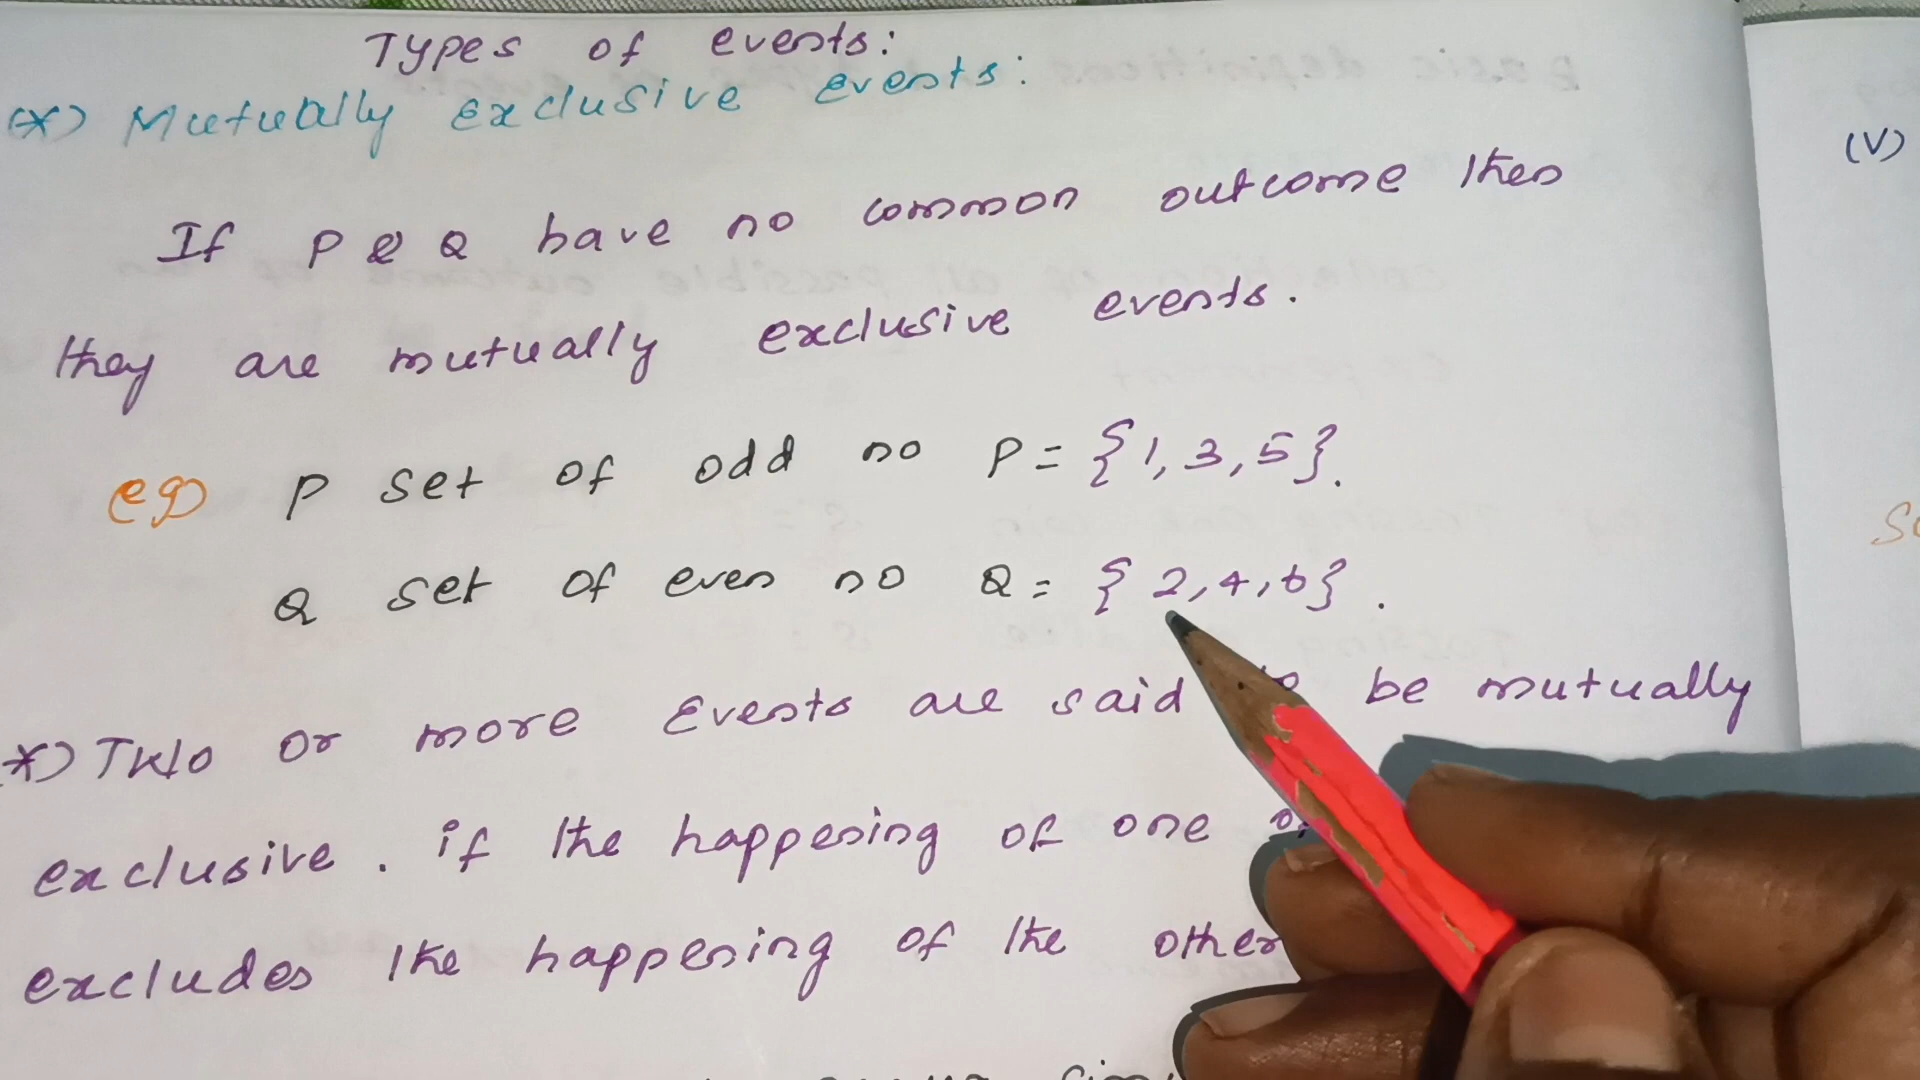 Types of events:
(*) Mutually exclusive events:
(V)
If P & Q have no common outcome then
they are mutually exclusive events.
eg) P set of odd no P = {1, 3, 5}.
Q set of even no Q = {2, 4, 6}.
*) Two or more Events are said to be mutually
exclusive. if the happening of one
excludes the happening of the other